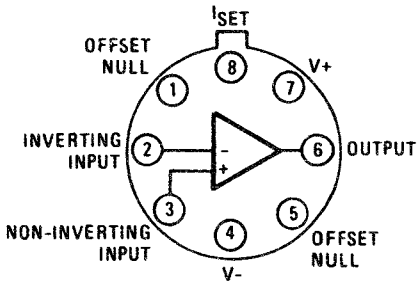 ISET
OFFSET
NULL
V+
1
8
7
INVERTING
INPUT
2
-
+
6
OUTPUT
3
4
5
NON-INVERTING
INPUT
V-
OFFSET
NULL